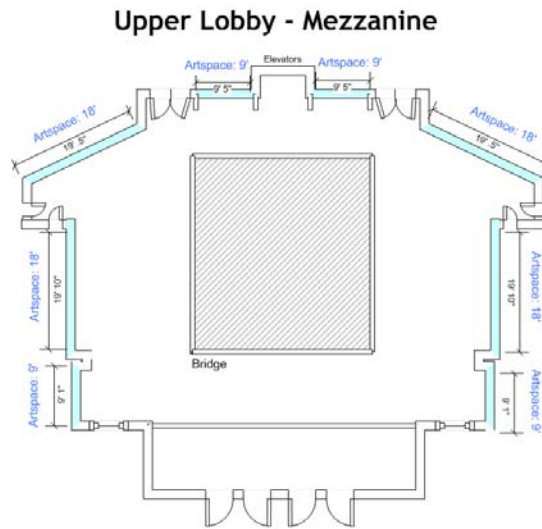 Upper Lobby - Mezzanine
Elevators
Artspace: 9'
Artspace: 9'
9' 5"
9' 5"
Artspace: 18'
19' .5"
Artspace: 18'
19' .5"
Artspace: 18'
19' 10"
19' 10"
Artspace: 18'
Bridge
Artspace: 9'
9' 1"
9' 1"
Artspace: 9'